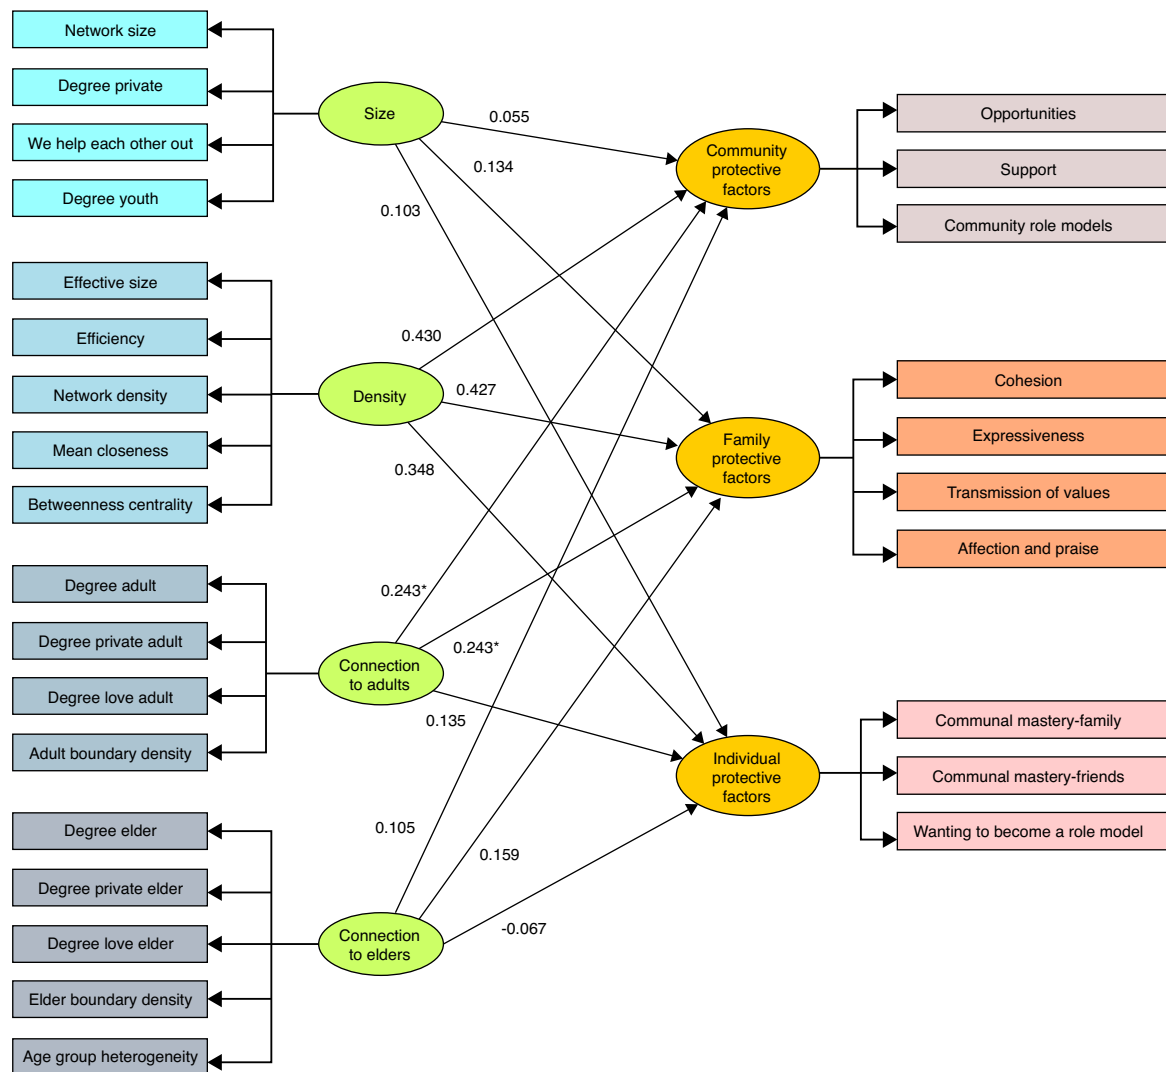 Network size
Degree private
We help each other out
Degree youth
Effective size
Efficiency
Network density
Mean closeness
Betweenness centrality
Degree adult
Degree private adult
Degree love adult
Adult boundary density
Degree elder
Degree private elder
Degree love elder
Elder boundary density
Age group heterogeneity
Size
Density
Connection
to adults
Connection
to elders
0.055
0.134
0.103
0.430
0.427
0.348
0.243*
0.243*
0.135
0.105
0.159
-0.067
Community
protective
factors
Family
protective
factors
Individual
protective
factors
Opportunities
Support
Community role models
Cohesion
Expressiveness
Transmission of values
Affection and praise
Communal mastery-family
Communal mastery-friends
Wanting to become a role model